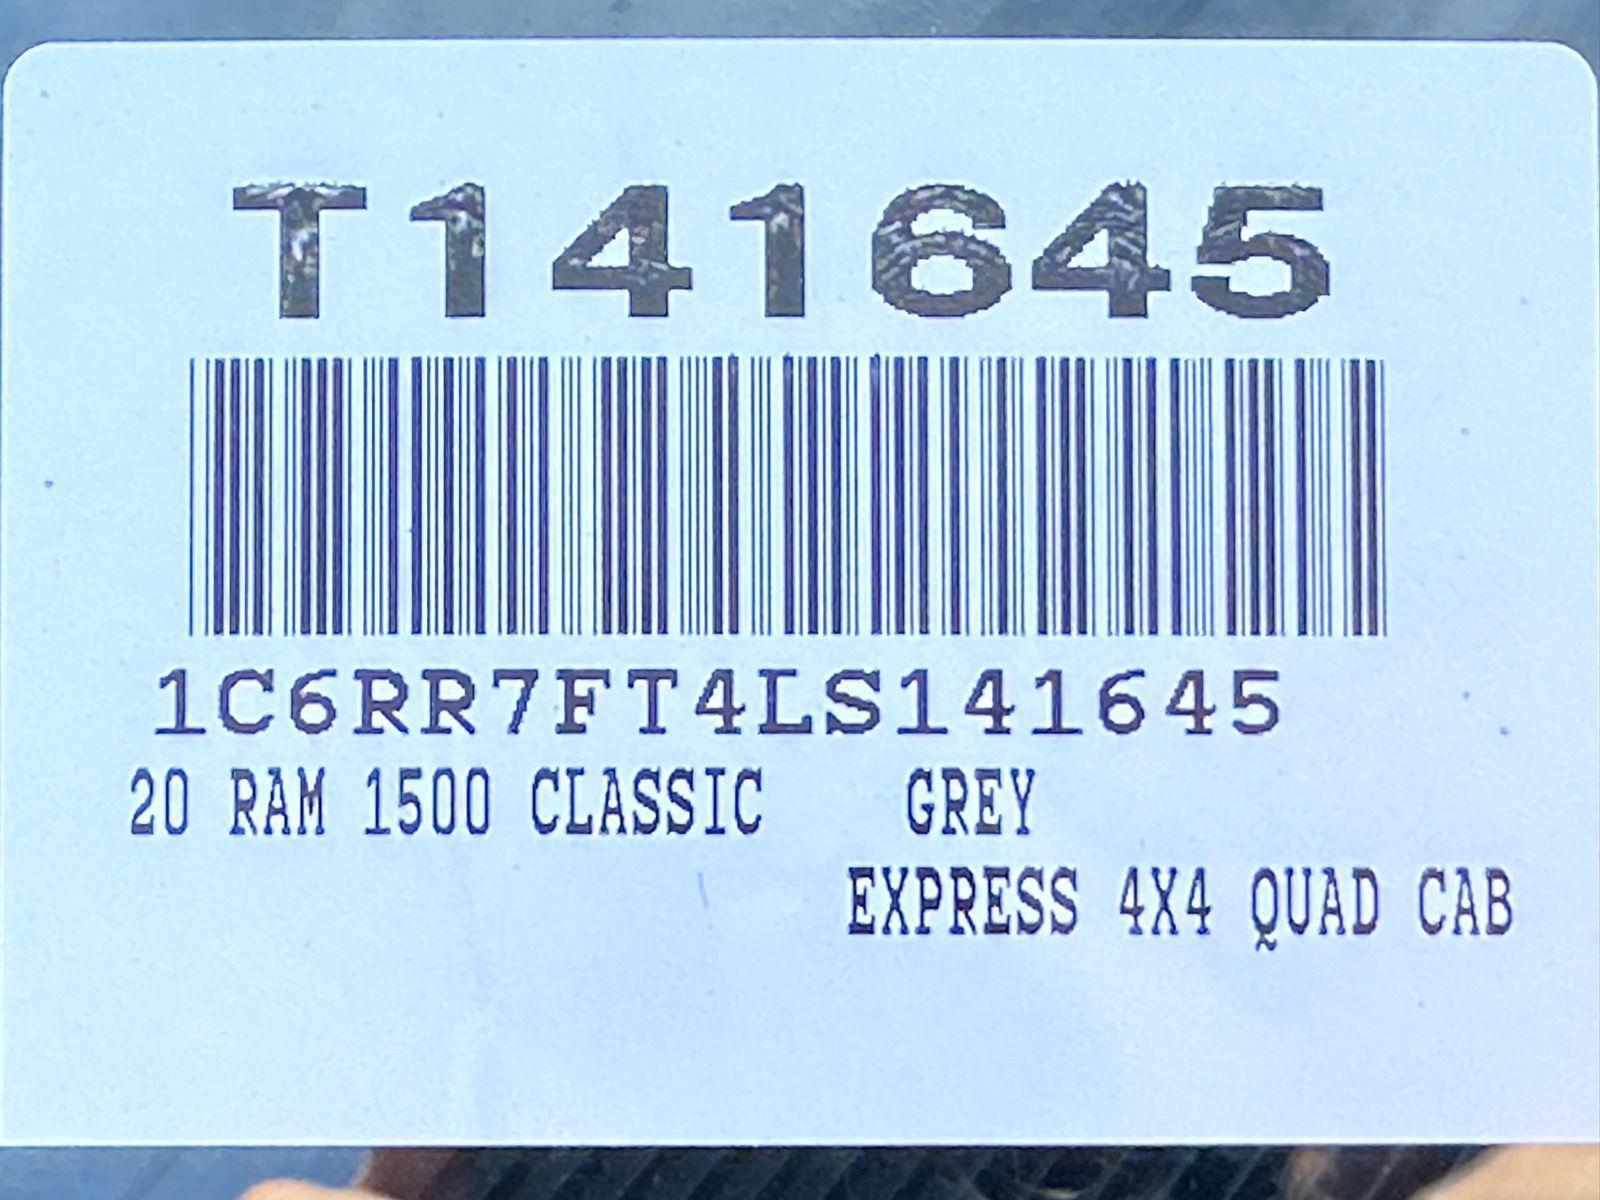 T141645
1C6RR7FT4LS141645
20 RAM 1500 CLASSIC GREY
EXPRESS 4X4 QUAD CAB